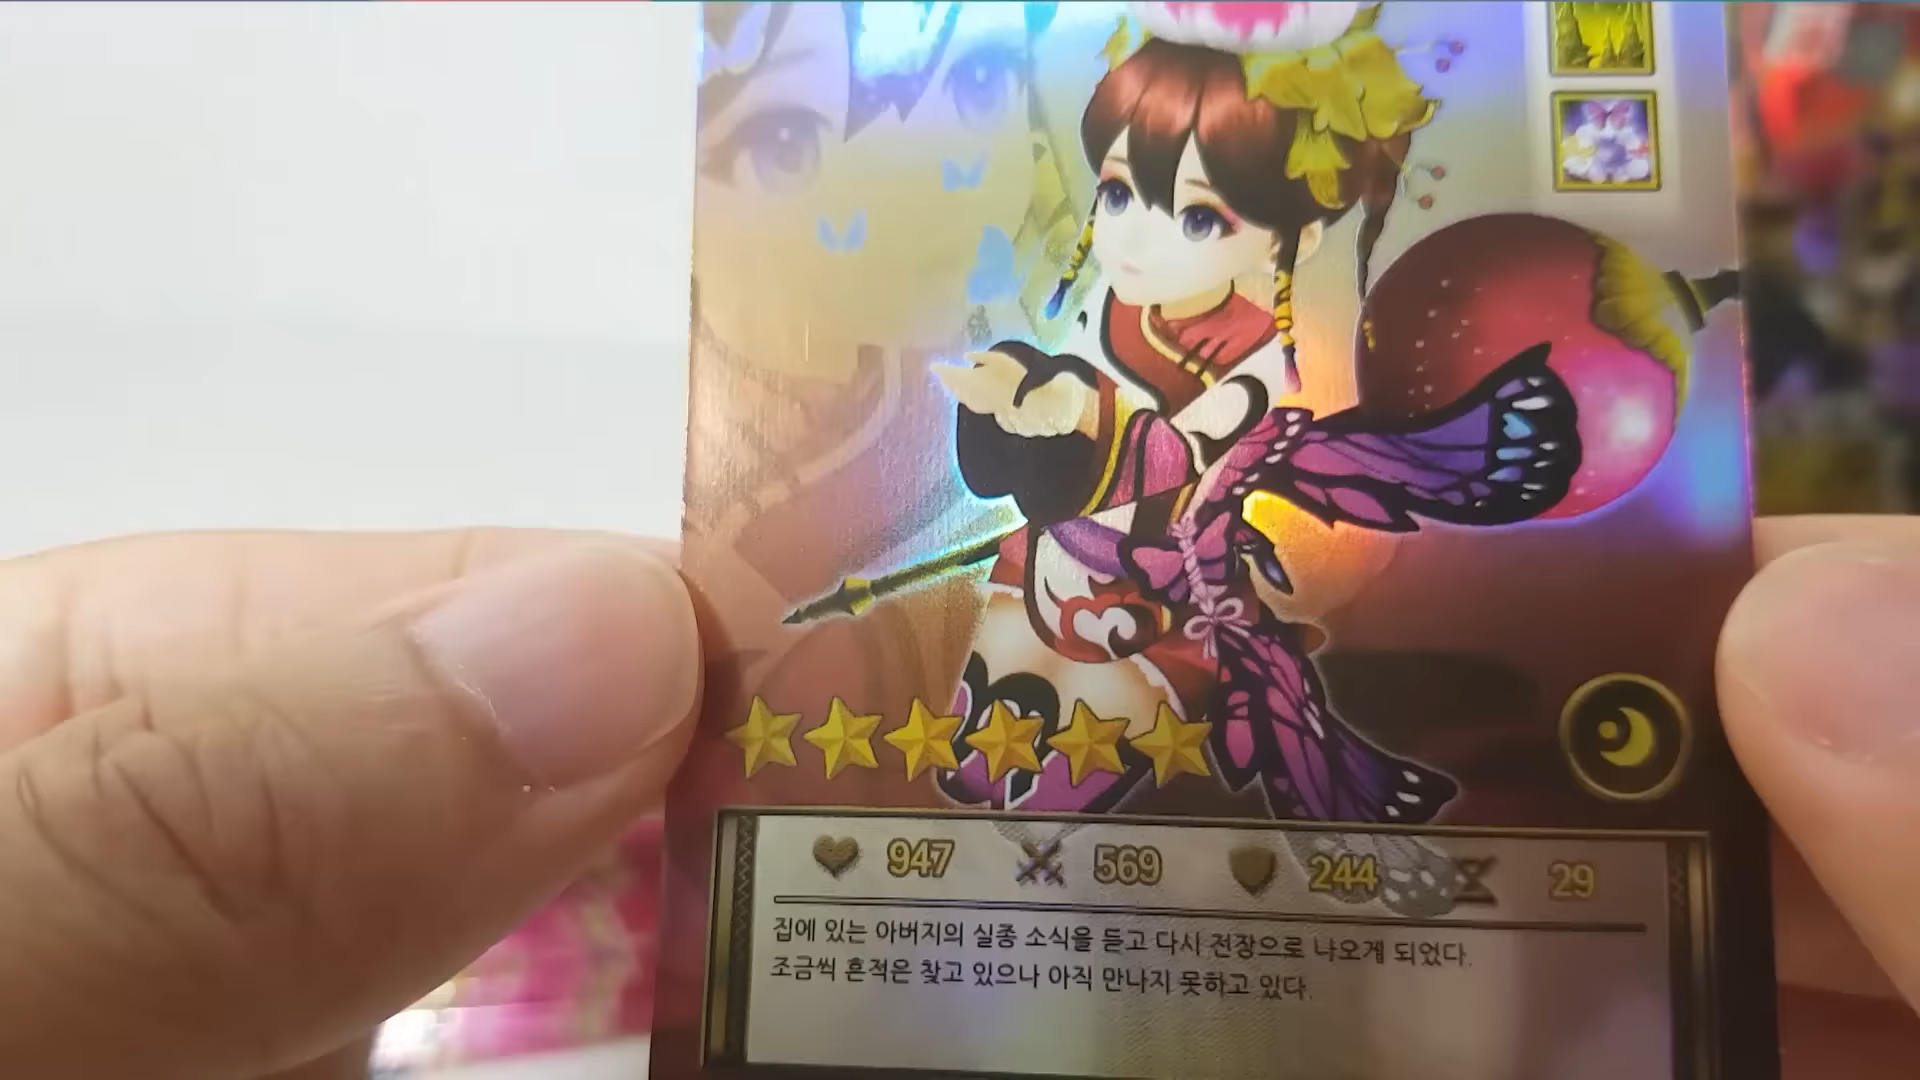 947 569 244 29
집에 있는 아버지의 실종 소식을 듣고 다시 전장으로 나오게 되었다.
조금씩 흔적은 찾고 있으나 아직 만나지 못하고 있다.